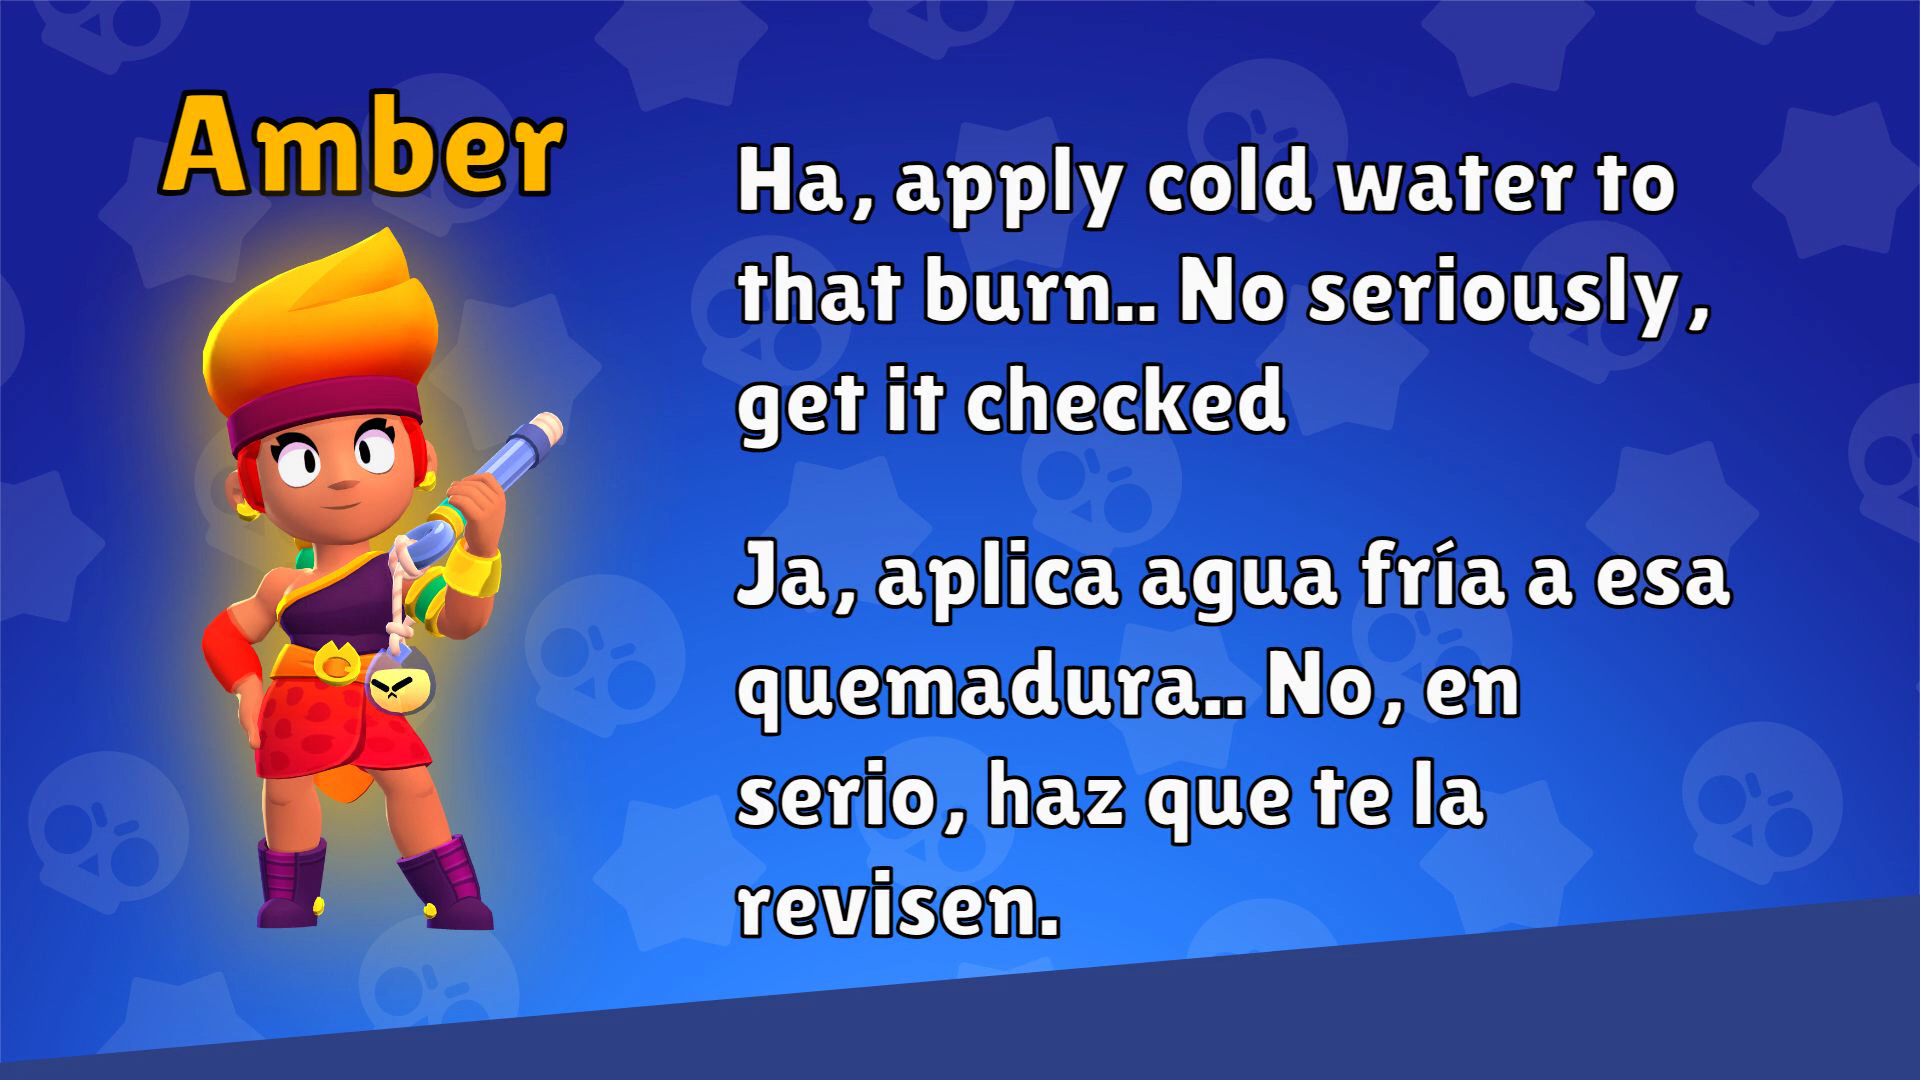 Amber
Ha, apply cold water to
that burn.. No seriously,
get it checked
Ja, aplica agua fría a esa
quemadura.. No, en
serio, haz que te la
revisen.